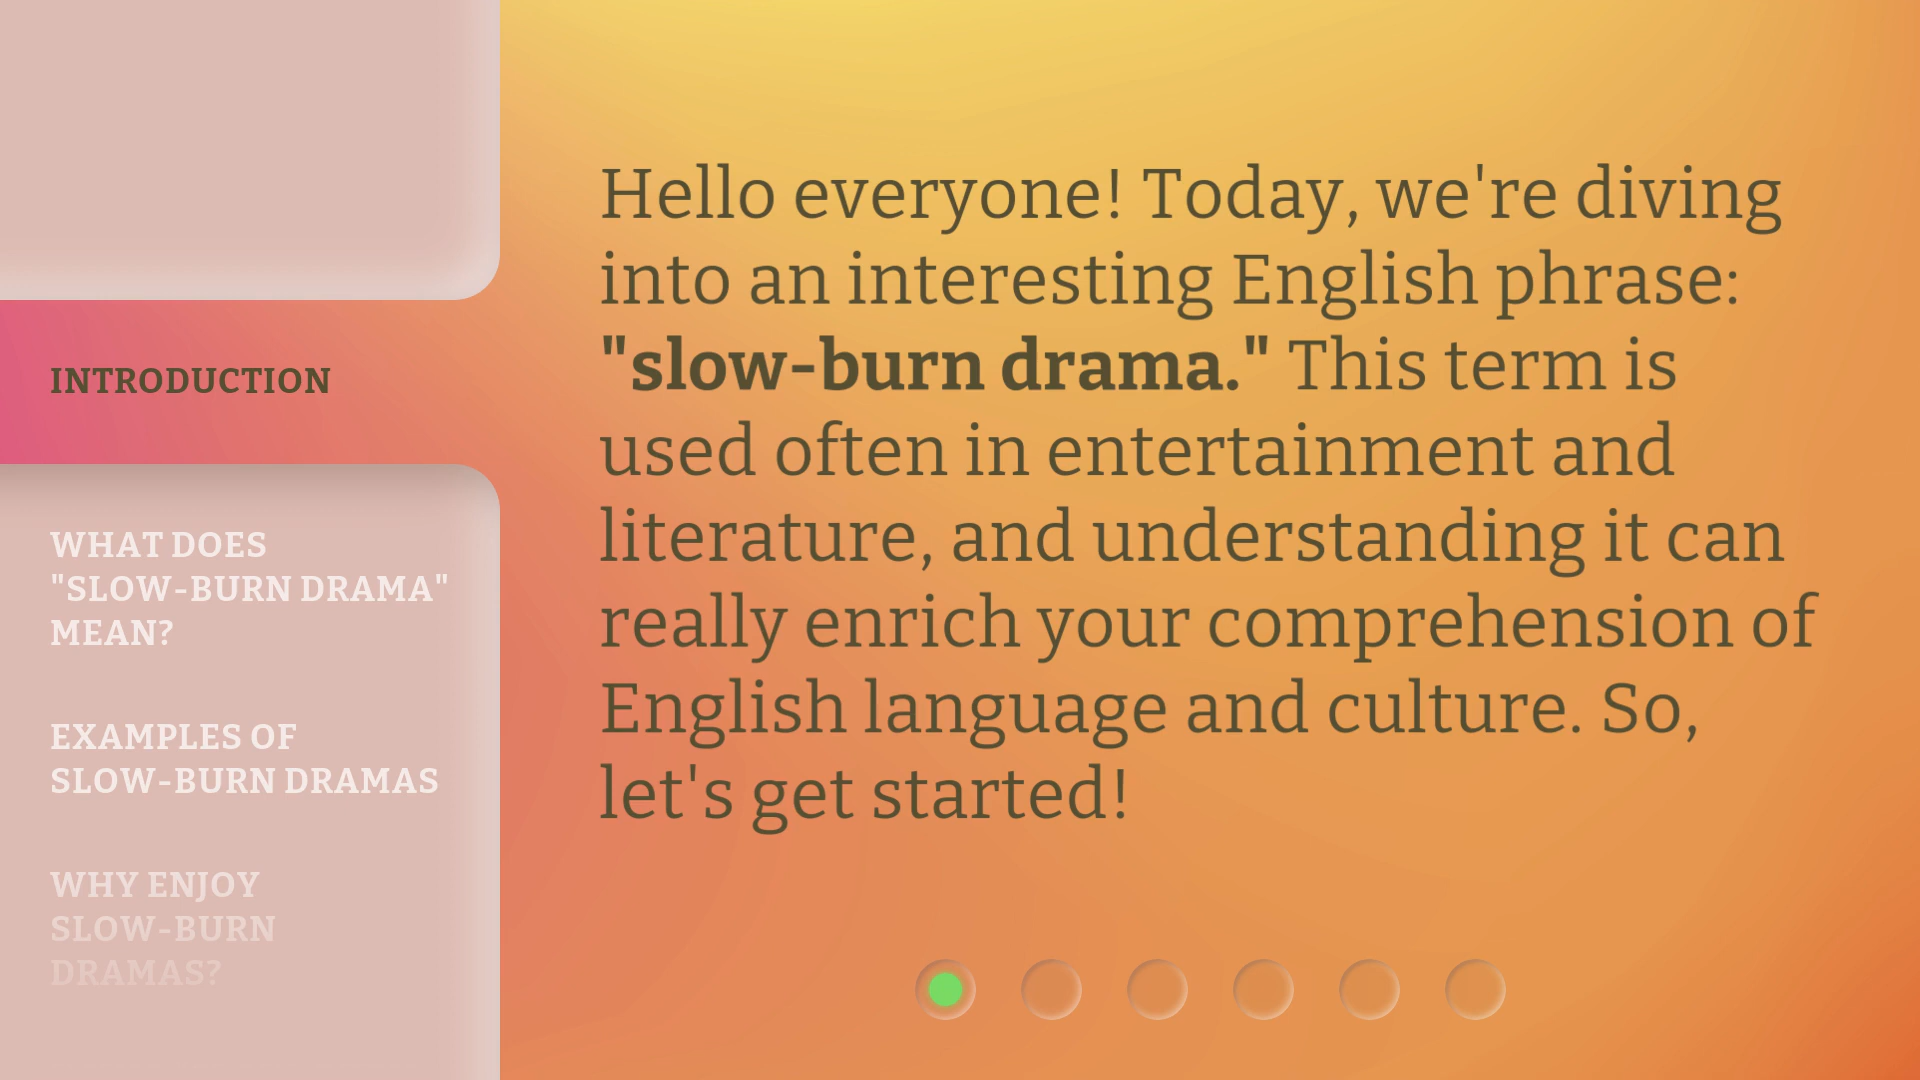 INTRODUCTION
WHAT DOES
"SLOW-BURN DRAMA"
MEAN?
EXAMPLES OF
SLOW-BURN DRAMAS
WHY ENJOY
SLOW-BURN
DRAMAS?
Hello everyone! Today, we're diving
into an interesting English phrase:
"slow-burn drama." This term is
used often in entertainment and
literature, and understanding it can
really enrich your comprehension of
English language and culture. So,
let's get started!